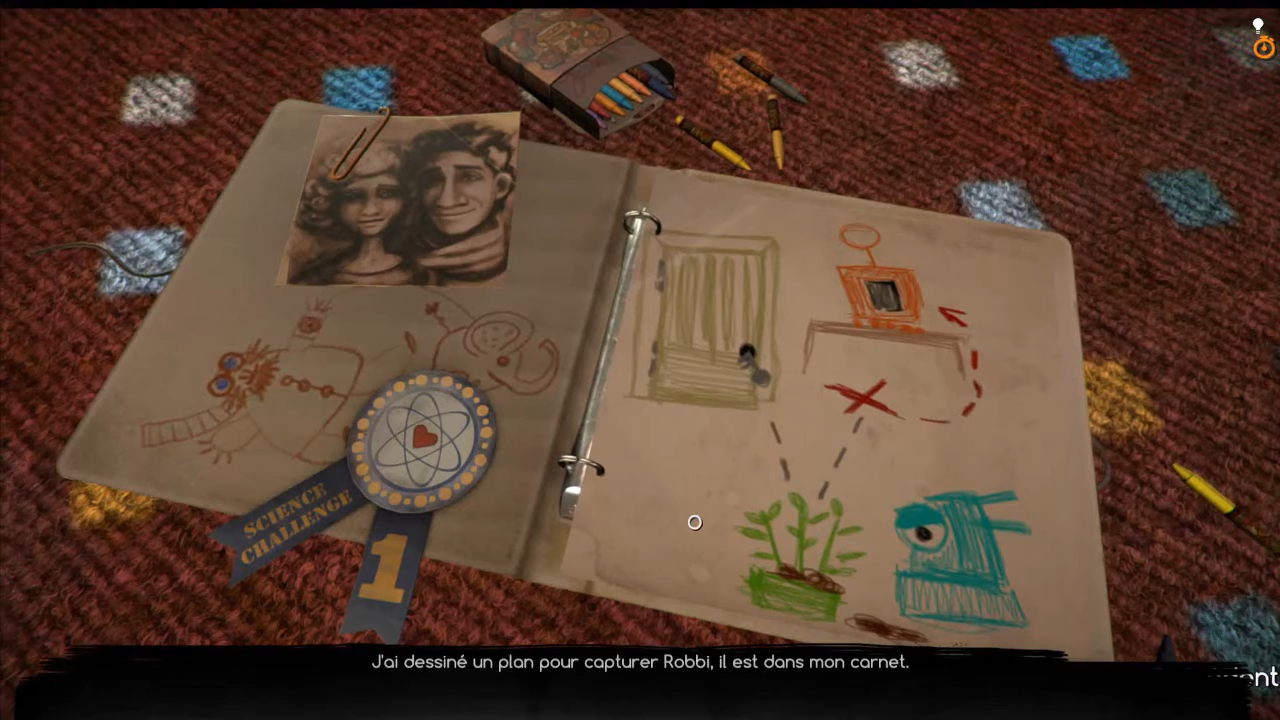 SCIENCE
CHALLENGE
1
J'ai dessiné un plan pour capturer Robbi, il est dans mon carnet.